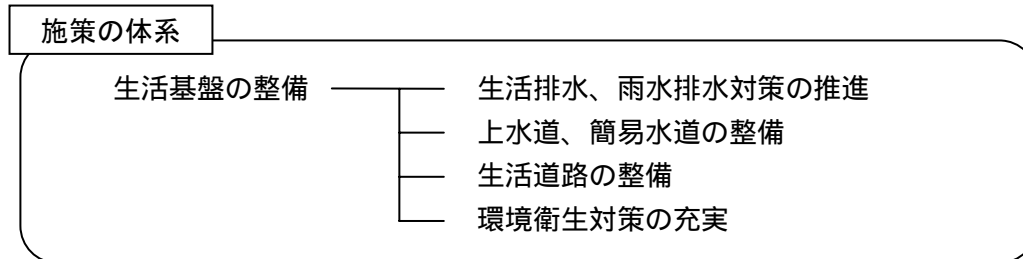 施策の体系
生活基盤の整備 生活排水、雨水排水対策の推進
上水道、簡易水道の整備
生活道路の整備
環境衛生対策の充実